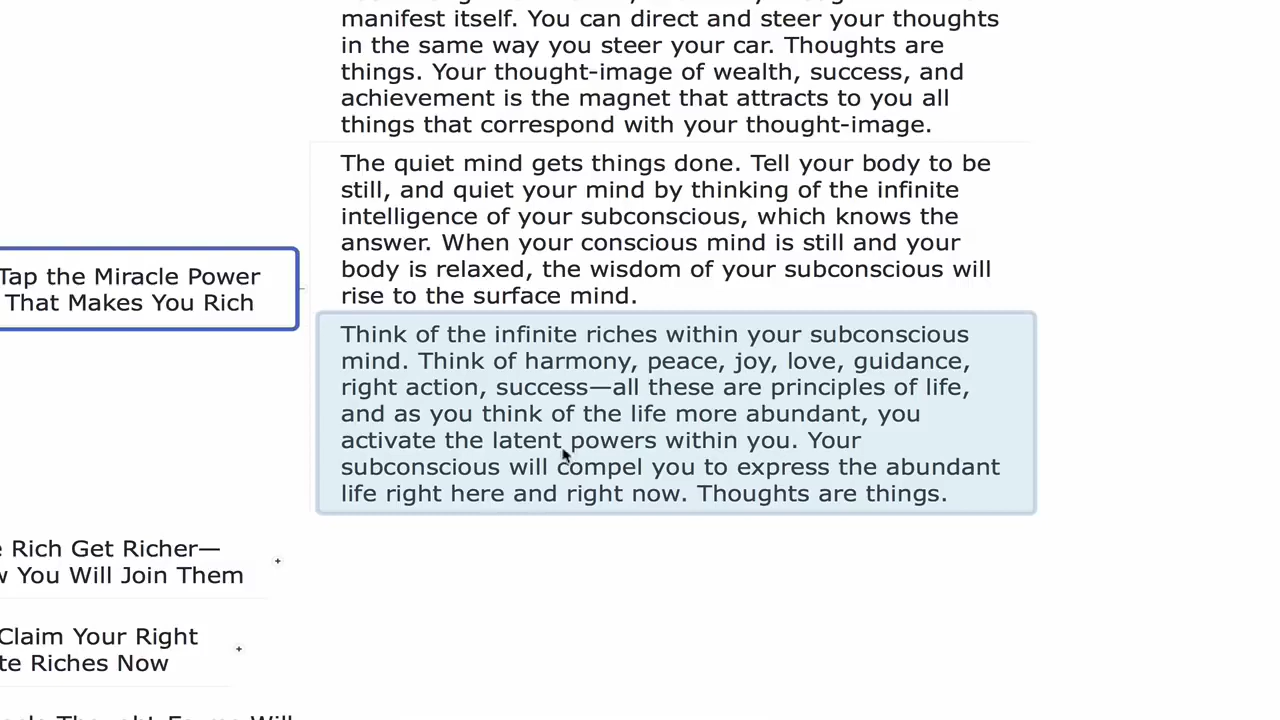 manifest itself. You can direct and steer your thoughts
in the same way you steer your car. Thoughts are
things. Your thought-image of wealth, success, and
achievement is the magnet that attracts to you all
things that correspond with your thought-image.
The quiet mind gets things done. Tell your body to be
still, and quiet your mind by thinking of the infinite
intelligence of your subconscious, which knows the
answer. When your conscious mind is still and your
body is relaxed, the wisdom of your subconscious will
rise to the surface mind.
Tap the Miracle Power
That Makes You Rich
Think of the infinite riches within your subconscious
mind. Think of harmony, peace, joy, love, guidance,
right action, success—all these are principles of life,
and as you think of the life more abundant, you
activate the latent powers within you. Your
subconscious will compel you to express the abundant
life right here and right now. Thoughts are things.
Rich Get Richer—
You Will Join Them
Claim Your Right
Riches Now